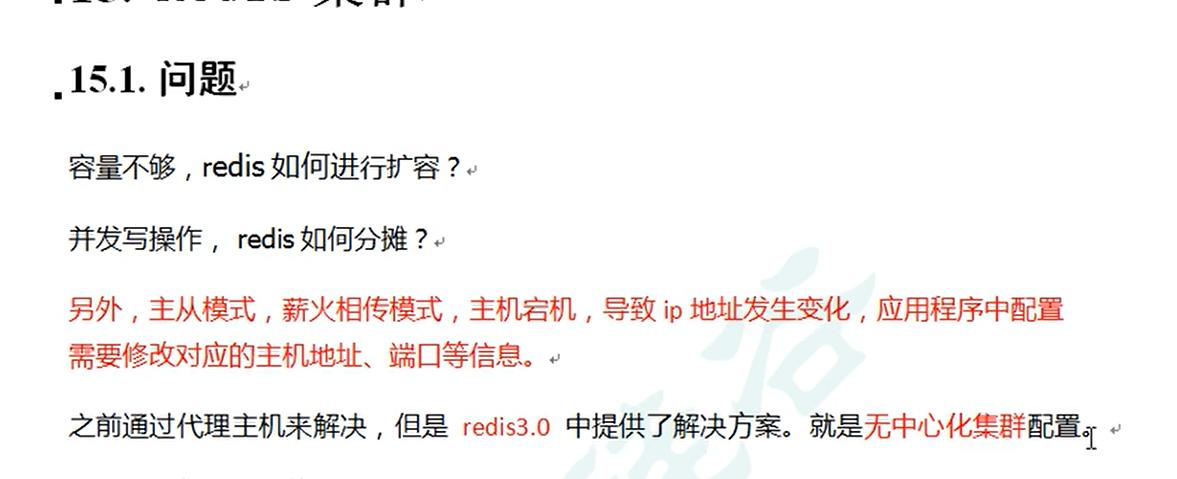 15.1. 问题
容量不够，redis 如何进行扩容？
并发写操作， redis 如何分摊？
另外，主从模式，薪火相传模式，主机宕机，导致 ip 地址发生变化，应用程序中配置
需要修改对应的主机地址、端口等信息。
之前通过代理主机来解决，但是 redis3.0 中提供了解决方案。就是无中心化集群配置。